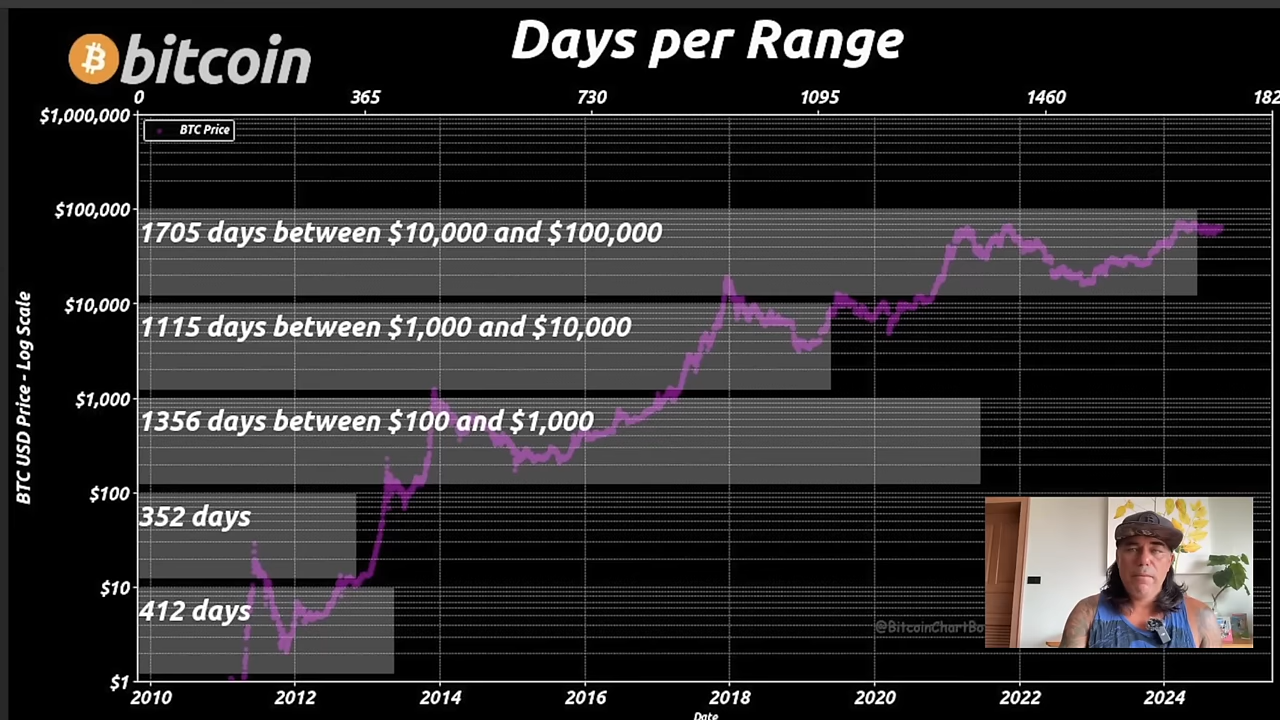 bitcoin
Days per Range
0 365 730 1095 1460 182
$1,000,000
BTC Price
$100,000
1705 days between $10,000 and $100,000
$10,000
1115 days between $1,000 and $10,000
$1,000
1356 days between $100 and $1,000
$100
352 days
$10
412 days
@BitcoinChartBo
$1
BTC USD Price - Log Scale
2010 2012 2014 2016 2018 2020 2022 2024
Date